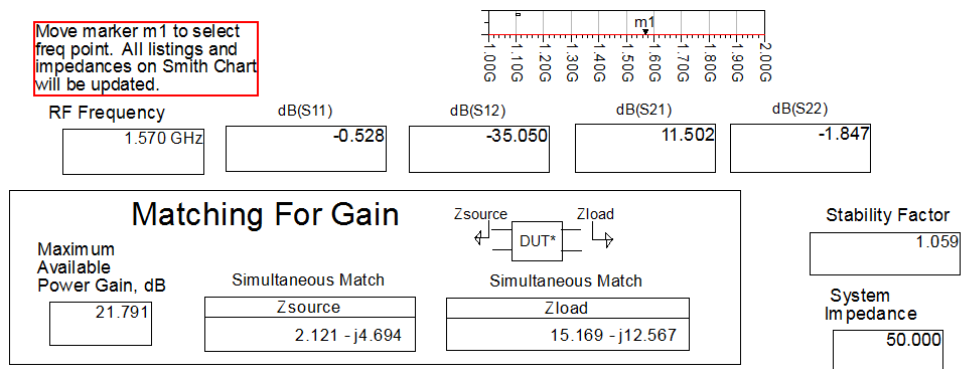 Move marker m1 to select
freq point. All listings and
impedances on Smith Chart
will be updated.
m1
1.00G
1.10G
1.20G
1.30G
1.40G
1.50G
1.60G
1.70G
1.80G
1.90G
2.00G
RF Frequency
1.570 GHz
dB(S11)
-0.528
dB(S12)
-35.050
dB(S21)
11.502
dB(S22)
-1.847
Matching For Gain
Zsource
Zload
DUT*
Maximum
Available
Power Gain, dB
21.791
Simultaneous Match
Zsource
2.121 - j4.694
Simultaneous Match
Zload
15.169 - j12.567
Stability Factor
1.059
System
Impedance
50.000